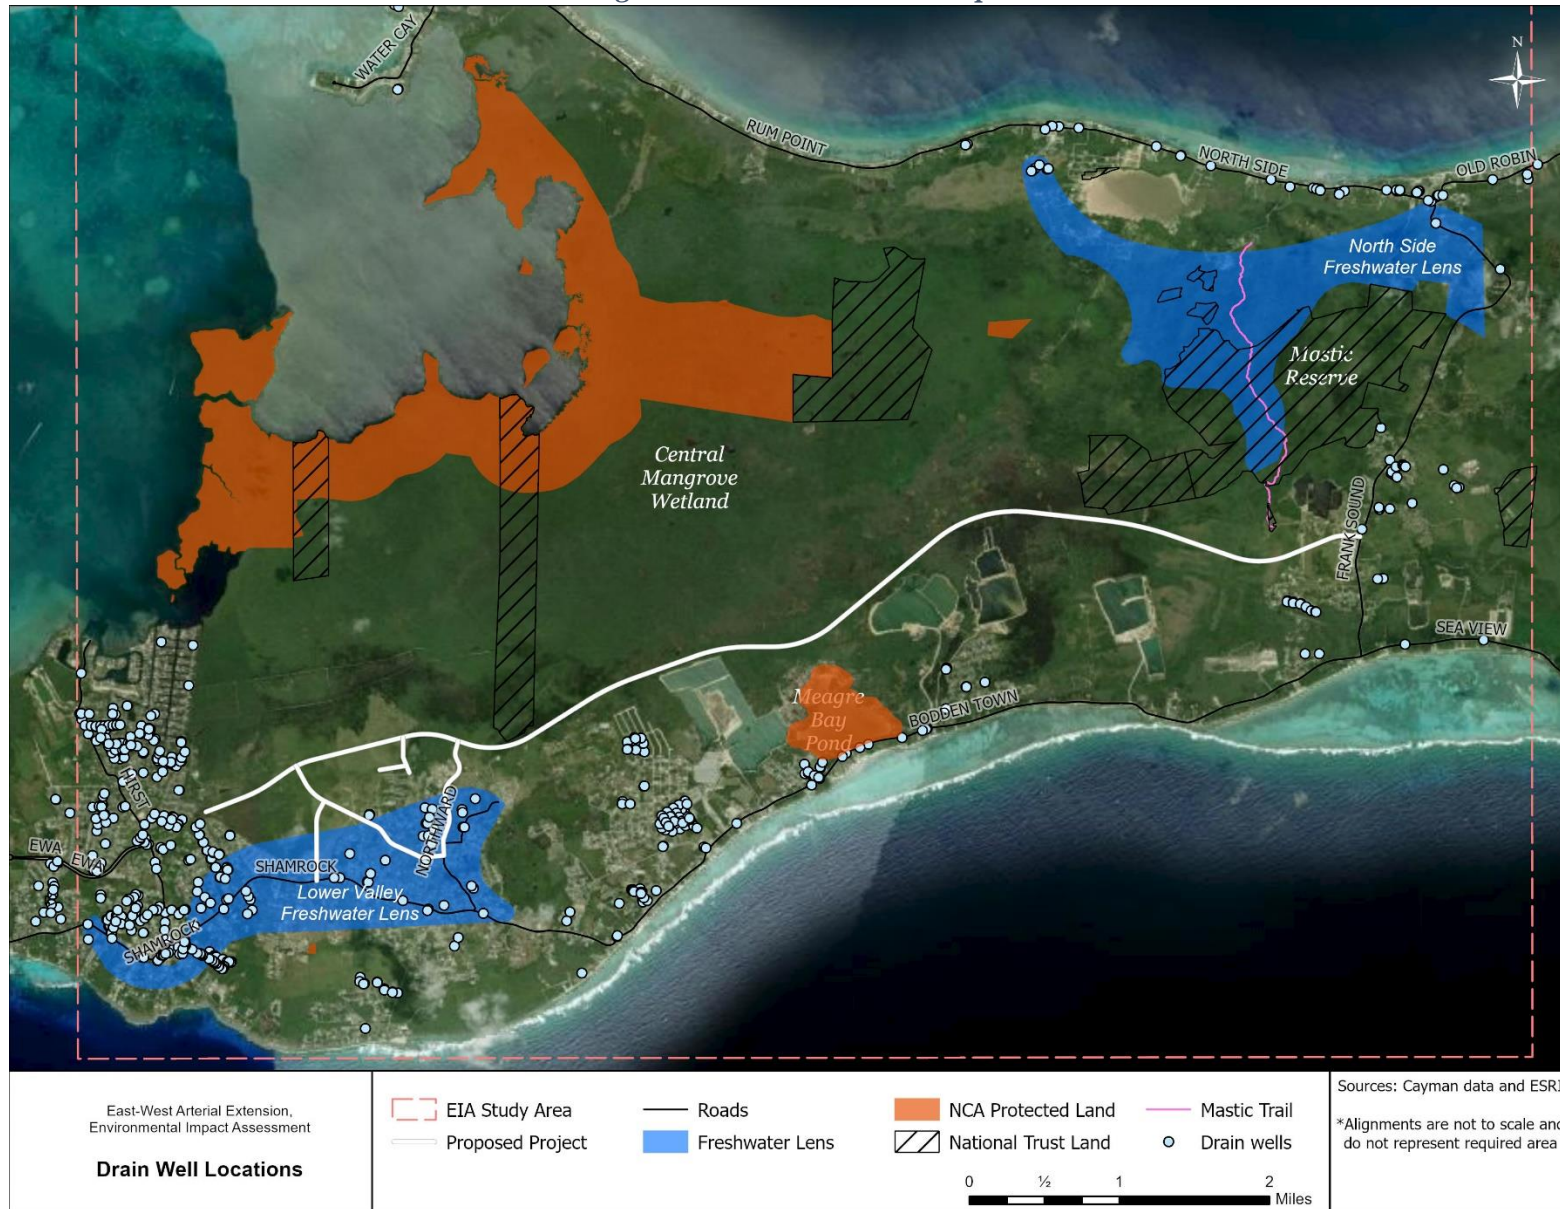 N
WATER CAY
RUM POINT
NORTH SIDE
OLD ROBIN
North Side
Freshwater Lens
Mastic
Reserve
Central
Mangrove
Wetland
FRANK SOUND
SEA VIEW
Meagre
Bay
Pond
BODDEN TOWN
HIRST
NORTHWARD
EWA
EWA
SHAMROCK
Lower Valley
Freshwater Lens
SHAMROCK
East-West Arterial Extension,
Environmental Impact Assessment
Drain Well Locations
EIA Study Area
Proposed Project
Roads
Freshwater Lens
NCA Protected Land
National Trust Land
Mastic Trail
Drain wells
0 ½ 1 2
Miles
Sources: Cayman data and ESRI
*Alignments are not to scale and
do not represent required area